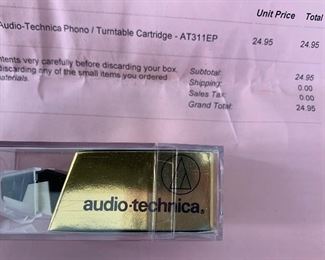 Unit Price Total
Audio-Technica Phono / Turntable Cartridge - AT311EP 24.95 24.95
ntents very carefully before discarding your box.
discarding any of the small items you ordered
materials.
Subtotal: 24.95
Shipping: 0.00
Sales Tax: 0.00
Grand Total: 24.95
audio-technica®